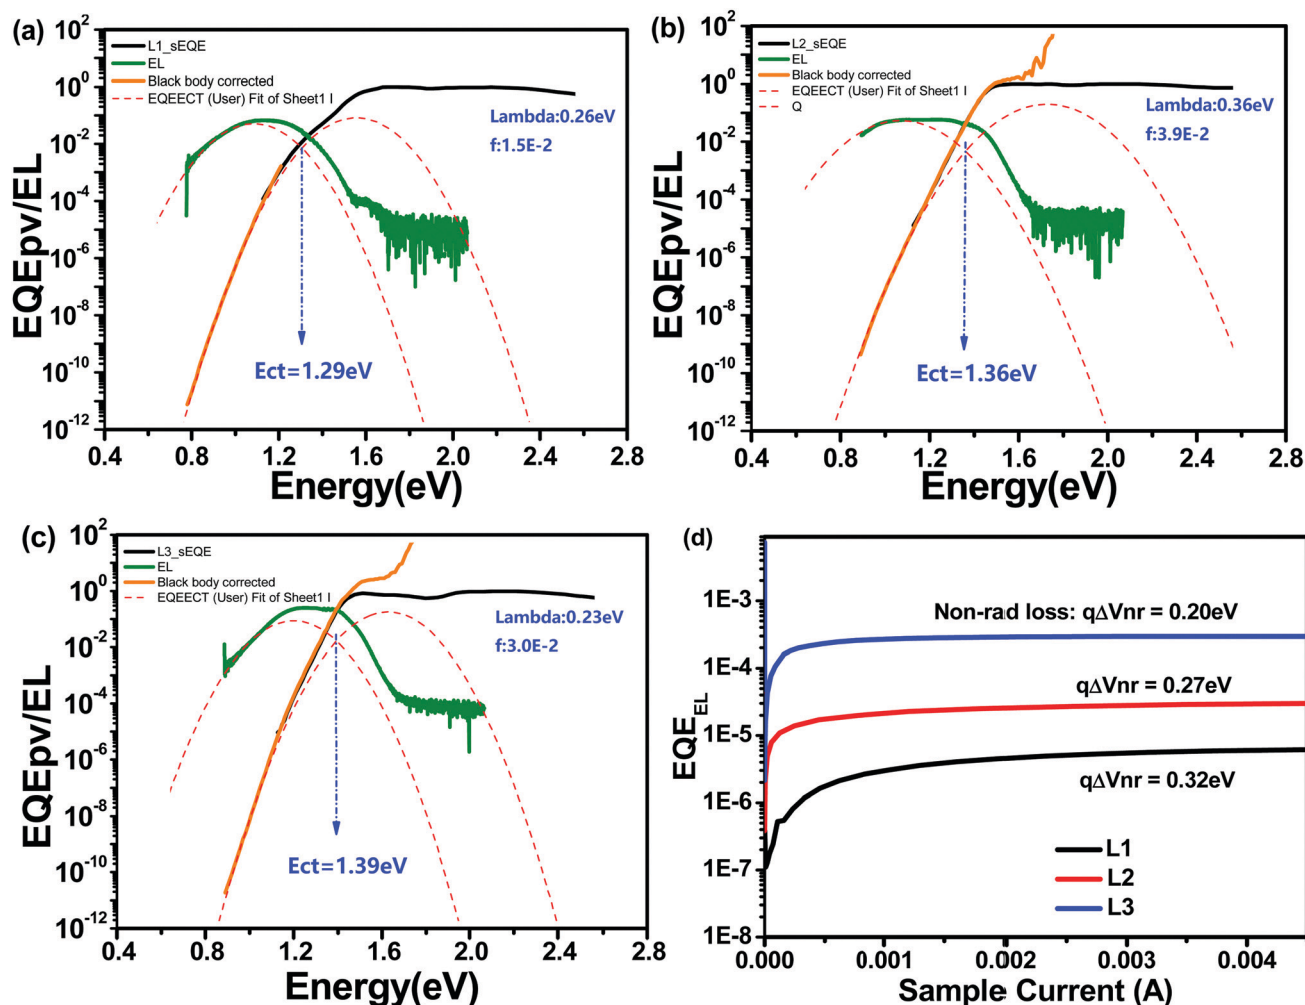 (a)
L1_sEQE
EL
Black body corrected
EQEECT (User) Fit of Sheet1 I
Lambda:0.26eV
f:1.5E-2
Ect=1.29eV
10^2
10^0
10^-2
10^-4
10^-6
10^-8
10^-10
10^-12
EQEpv/EL
0.4 0.8 1.2 1.6 2.0 2.4 2.8
Energy(eV)
(b)
L2_sEQE
EL
Black body corrected
EQEECT (User) Fit of Sheet1 I
Q
Lambda:0.36eV
f:3.9E-2
Ect=1.36eV
10^2
10^0
10^-2
10^-4
10^-6
10^-8
10^-10
10^-12
EQEpv/EL
0.4 0.8 1.2 1.6 2.0 2.4 2.8
Energy(eV)
(c)
L3_sEQE
EL
Black body corrected
EQEECT (User) Fit of Sheet1 I
Lambda:0.23eV
f:3.0E-2
Ect=1.39eV
10^2
10^0
10^-2
10^-4
10^-6
10^-8
10^-10
10^-12
EQEpv/EL
0.4 0.8 1.2 1.6 2.0 2.4 2.8
Energy(eV)
(d)
Non-rad loss: qΔVnr = 0.20eV
qΔVnr = 0.27eV
qΔVnr = 0.32eV
L1
L2
L3
1E-3
1E-4
1E-5
1E-6
1E-7
1E-8
EQE_EL
0.000 0.001 0.002 0.003 0.004
Sample Current (A)